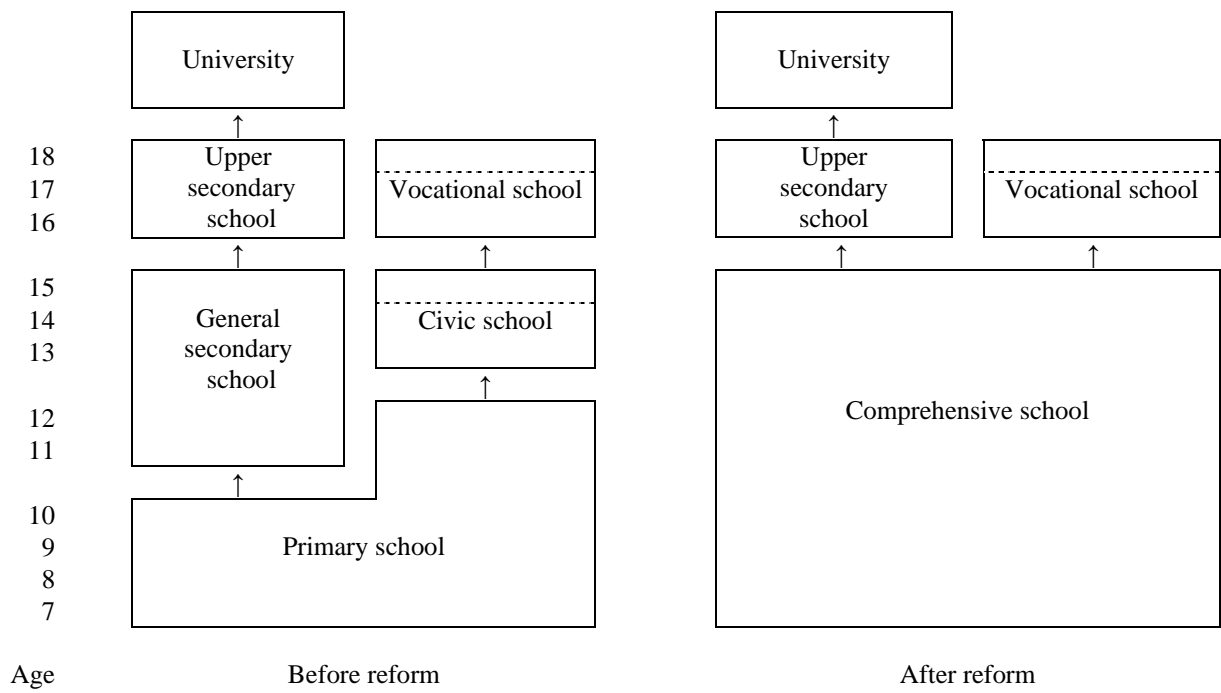 University
University
18
Upper
secondary
school
Vocational school
Upper
secondary
school
Vocational school
17
16
15
General
secondary
school
Civic school
14
13
Comprehensive school
12
11
10
Primary school
9
8
7
Age
Before reform
After reform